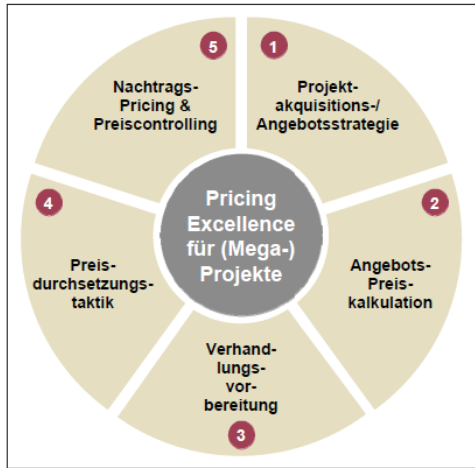 Pricing
Excellence
für (Mega-)
Projekte
1
Projekt-
akquisitions-/
Angebotsstrategie
2
Angebots-
Preis-
kalkulation
Verhand-
lungs-
vor-
bereitung
3
4
Preis-
durchsetzungs-
taktik
5
Nachtrags-
Pricing &
Preiscontrolling